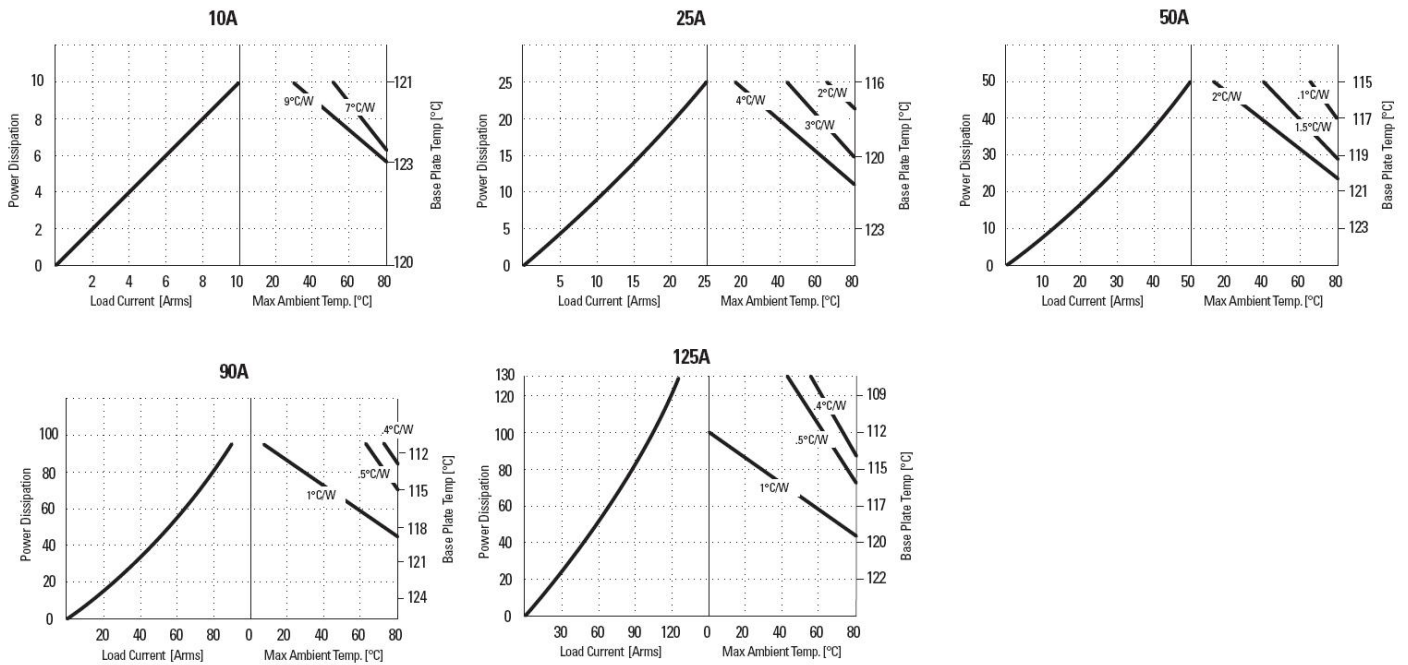 10A
25A
50A
10
8
6
4
2
0
Power Dissipation
9°C/W
7°C/W
121
123
120
Base Plate Temp [°C]
2 4 6 8 10 20 40 60 80
Load Current [Arms] Max Ambient Temp. [°C]
25
20
15
10
5
0
Power Dissipation
4°C/W
3°C/W
2°C/W
116
120
123
Base Plate Temp [°C]
5 10 15 20 25 20 40 60 80
Load Current [Arms] Max Ambient Temp. [°C]
50
40
30
20
10
0
Power Dissipation
2°C/W
1.5°C/W
.1°C/W
115
117
119
121
123
Base Plate Temp [°C]
10 20 30 40 50 20 40 60 80
Load Current [Arms] Max Ambient Temp. [°C]
90A
125A
100
80
60
40
20
0
Power Dissipation
1°C/W
.5°C/W
.4°C/W
112
115
118
121
124
Base Plate Temp [°C]
20 40 60 80 0 20 40 60 80
Load Current [Arms] Max Ambient Temp. [°C]
130
120
100
80
60
40
20
0
Power Dissipation
1°C/W
.5°C/W
.4°C/W
109
112
115
117
120
122
Base Plate Temp [°C]
30 60 90 120 0 20 40 60 80
Load Current [Arms] Max Ambient Temp. [°C]